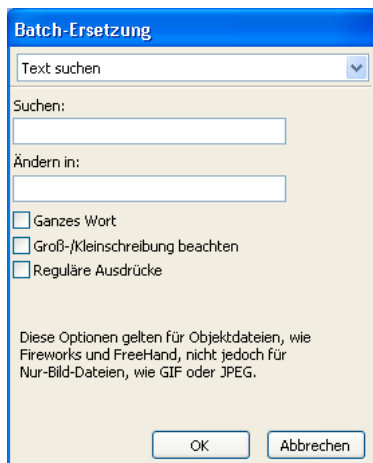 Batch-Ersetzung
Text suchen
Suchen:
Ändern in:
Ganzes Wort
Groß-/Kleinschreibung beachten
Reguläre Ausdrücke
Diese Optionen gelten für Objektdateien, wie
Fireworks und FreeHand, nicht jedoch für
Nur-Bild-Dateien, wie GIF oder JPEG.
OK Abbrechen